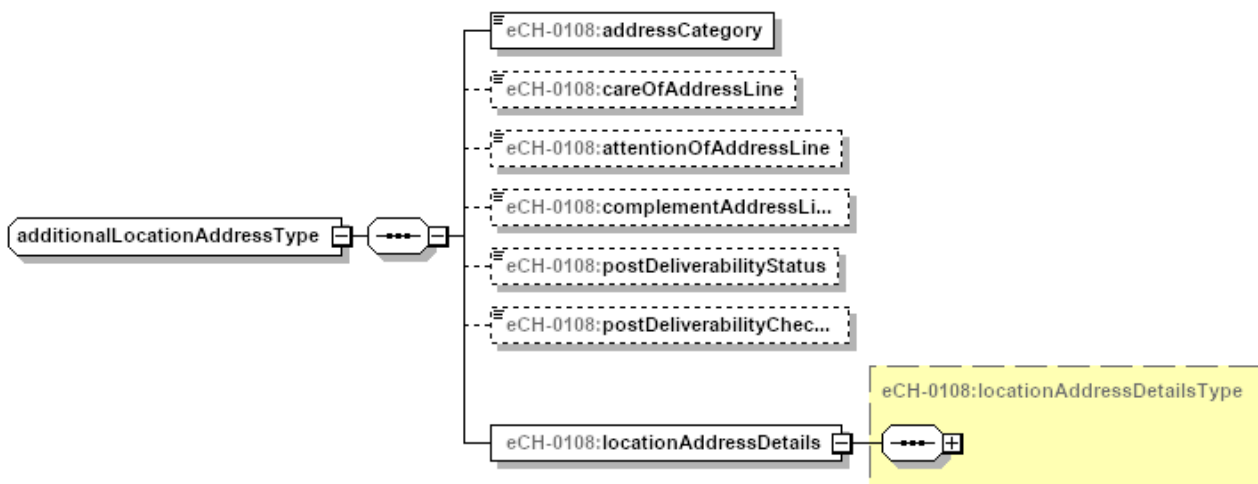 eCH-0108:addressCategory
eCH-0108:careOfAddressLine
eCH-0108:attentionOfAddressLine
eCH-0108:complementAddressLi...
additionalLocationAddressType
eCH-0108:postDeliverabilityStatus
eCH-0108:postDeliverabilityChec...
eCH-0108:locationAddressDetailsType
eCH-0108:locationAddressDetails